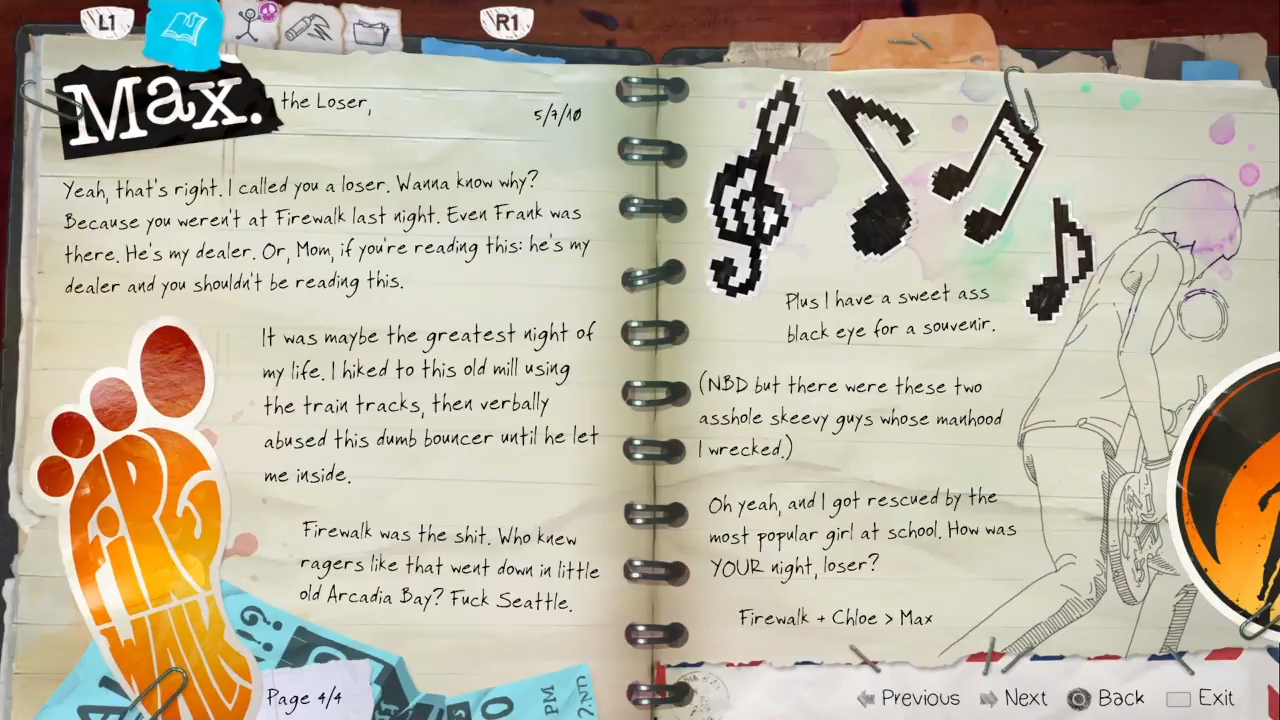 L1
R1
Max.
the Loser,
5/7/10
Yeah, that's right. I called you a loser. Wanna know why?
Because you weren't at Firewalk last night. Even Frank was
there. He's my dealer. Or, Mom, if you're reading this: he's my
dealer and you shouldn't be reading this.
It was maybe the greatest night of
my life. I hiked to this old mill using
the train tracks, then verbally
abused this dumb bouncer until he let
me inside.
FIRE
WALK
Firewalk was the shit. Who knew
ragers like that went down in little
old Arcadia Bay? Fuck Seattle.
PM
Page 4/4
Plus I have a sweet ass
black eye for a souvenir.
(NBD but there were these two
asshole skeevy guys whose manhood
I wrecked.)
Oh yeah, and I got rescued by the
most popular girl at school. How was
YOUR night, loser?
Firewalk + Chloe > Max
Previous
Next
Back
Exit